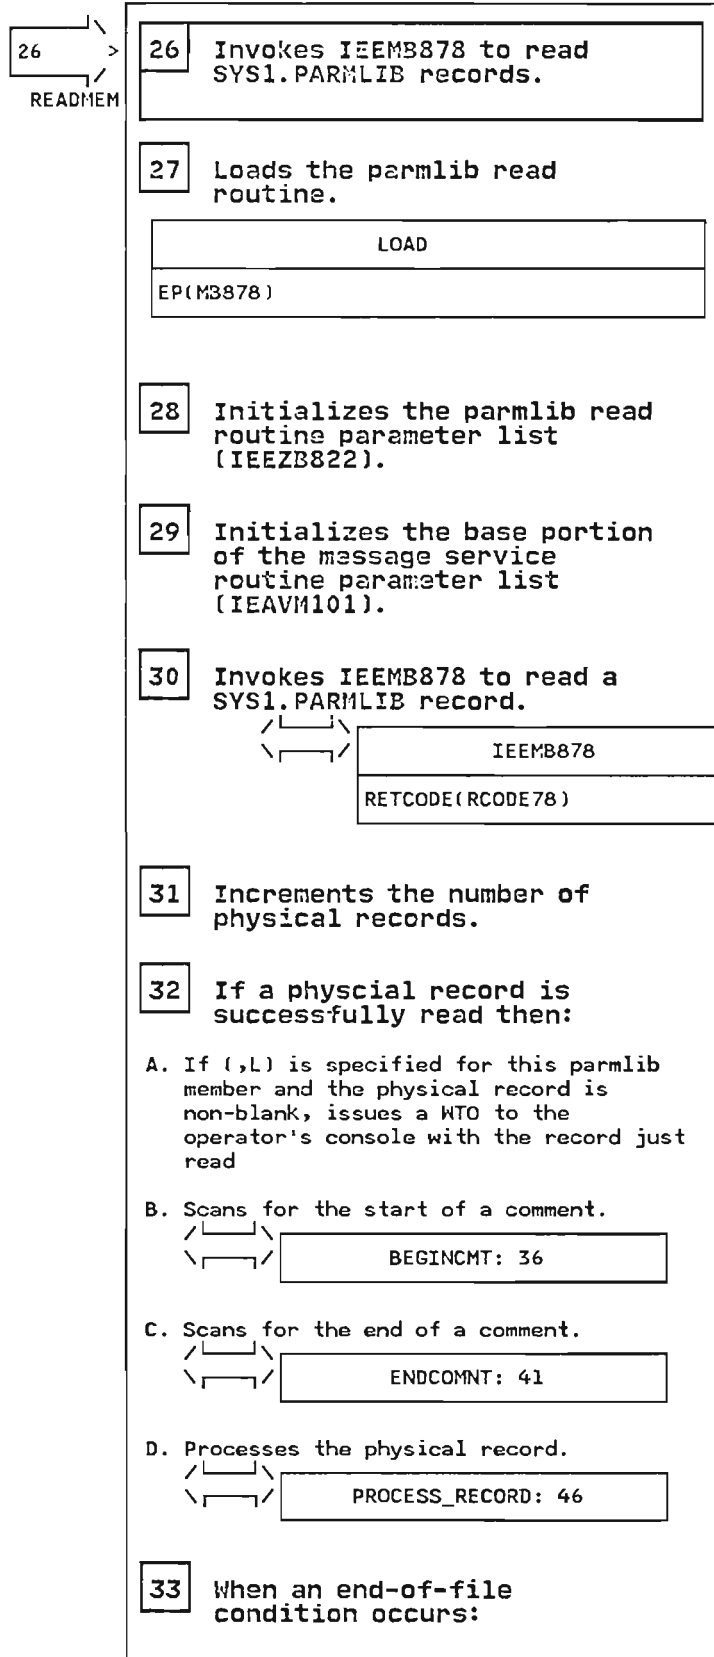 26 >
READMEM
26 Invokes IEEMB878 to read
SYS1.PARMLIB records.
27 Loads the parmlib read
routine.
LOAD
EP(MB878)
28 Initializes the parmlib read
routine parameter list
(IEEZB822).
29 Initializes the base portion
of the message service
routine parameter list
(IEAVM101).
30 Invokes IEEMB878 to read a
SYS1.PARMLIB record.
IEEMB878
RETCODE(RCODE78)
31 Increments the number of
physical records.
32 If a physcial record is
successfully read then:
A. If (,L) is specified for this parmlib
member and the physical record is
non-blank, issues a WTO to the
operator's console with the record just
read
B. Scans for the start of a comment.
BEGINCMT: 36
C. Scans for the end of a comment.
ENDCOMNT: 41
D. Processes the physical record.
PROCESS_RECORD: 46
33 When an end-of-file
condition occurs: